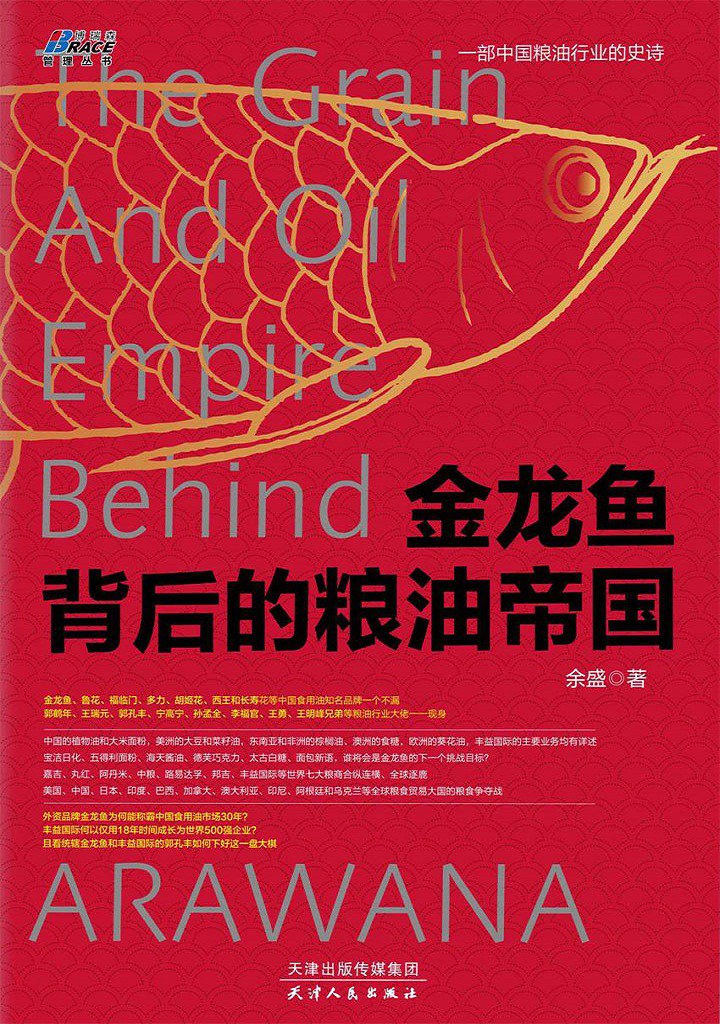 博瑞森
BRACE
管理丛书
一部中国粮油行业的史诗
The Grain
And Oil
Empire
Behind
金龙鱼
背后的粮油帝国
余盛◎著
金龙鱼、鲁花、福临门、多力、胡姬花、西王和长寿花等中国食用油知名品牌一个不漏
郭鹤年、王瑞元、郭孔丰、宁高宁、孙孟全、李福官、王勇、王明峰兄弟等粮油行业大佬一一现身
中国的植物油和大米面粉，美洲的大豆和菜籽油，东南亚和非洲的棕榈油、澳洲的食糖，欧洲的葵花油，丰益国际的主要业务均有详述
宝洁日化、五得利面粉、海天酱油、德芙巧克力、太古白糖、面包新语，谁将会是金龙鱼的下一个挑战目标？
嘉吉、丸红、阿丹米、中粮、路易达孚、邦吉、丰益国际等世界七大粮商合纵连横、全球逐鹿
美国、中国、日本、印度、巴西、加拿大、澳大利亚、印尼、阿根廷和乌克兰等全球粮食贸易大国的粮食争夺战
外资品牌金龙鱼为何能称霸中国食用油市场30年？
丰益国际何以仅用18年时间成长为世界500强企业？
且看统辖金龙鱼和丰益国际的郭孔丰如何下好这一盘大棋
ARAWANA
天津出版传媒集团
天津人民出版社